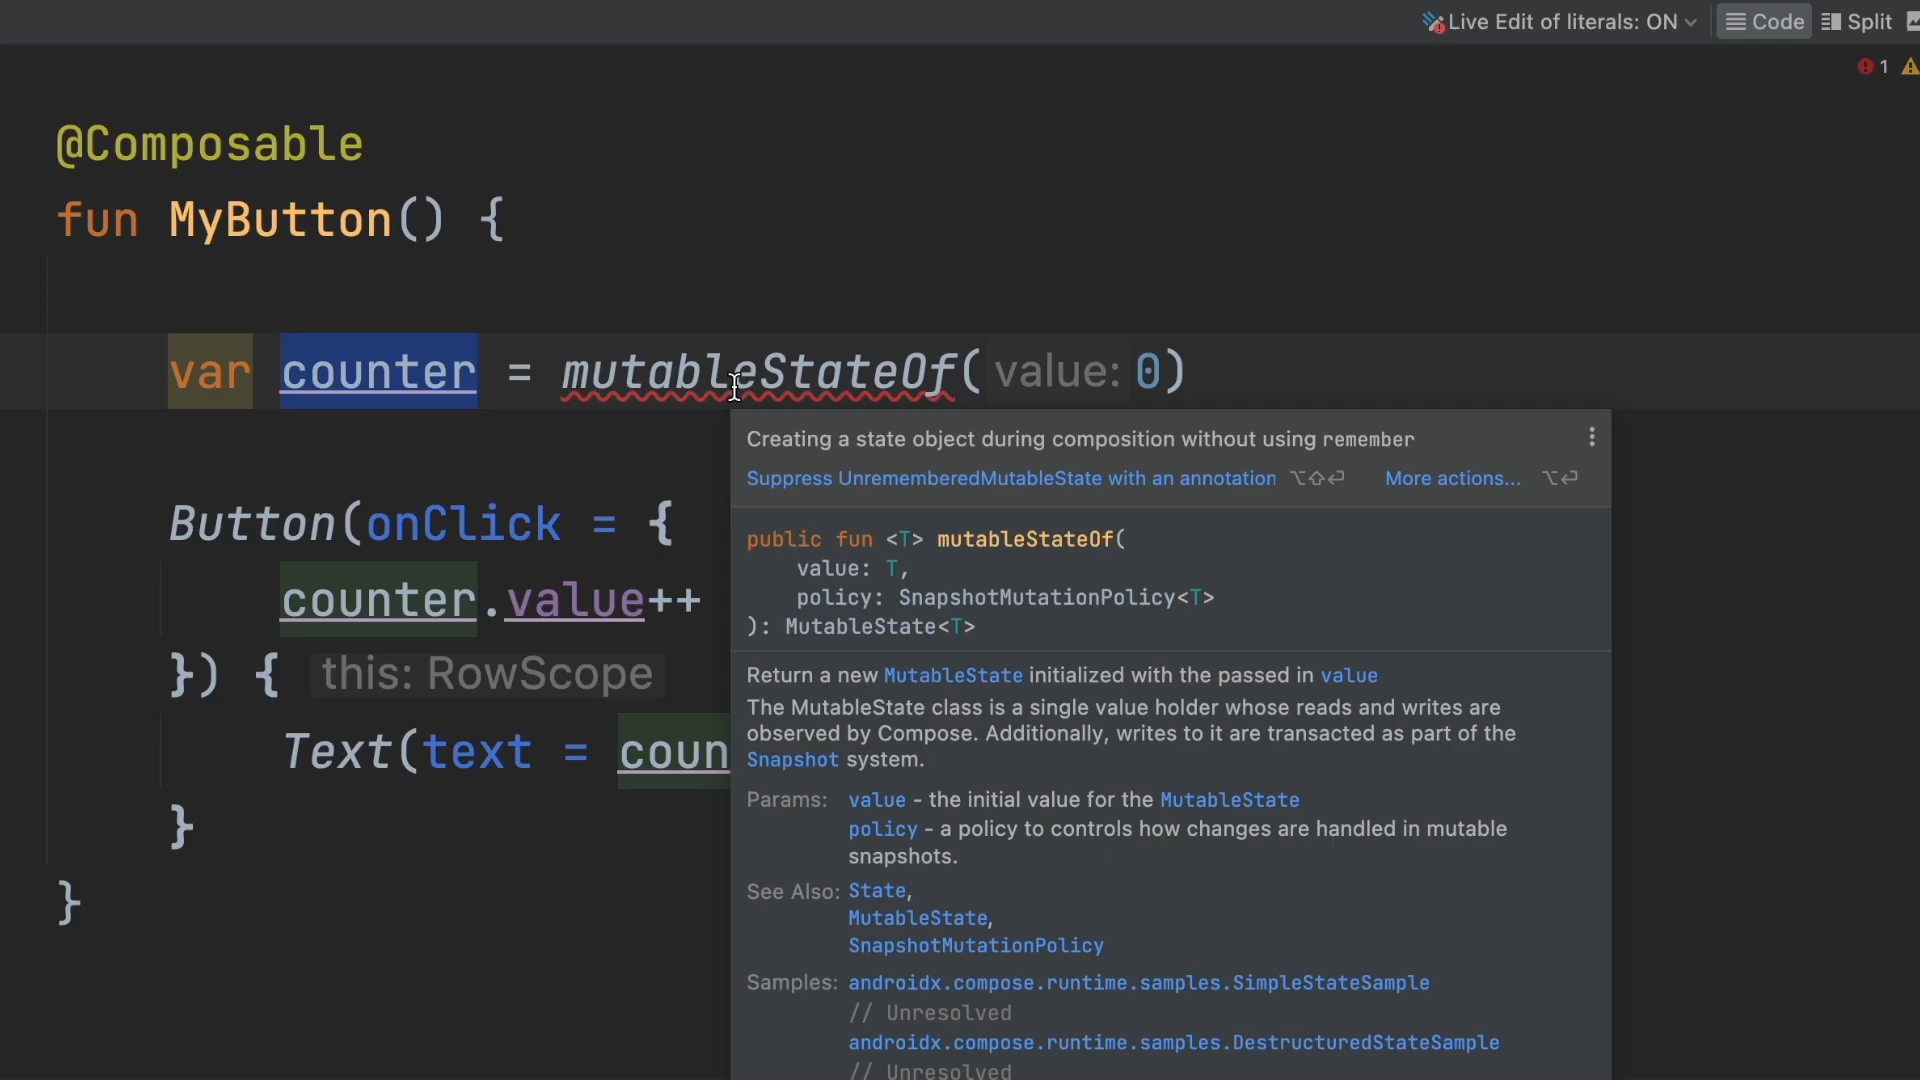 Live Edit of literals: ON
Code
Split
1
@Composable
fun MyButton() {
var counter = mutableStateOf( value: 0)
Creating a state object during composition without using remember
Suppress UnrememberedMutableState with an annotation ⌥⇧⏎ More actions... ⌥⏎
Button(onClick = {
counter.value++
}) { this: RowScope
Text(text = coun
}
}
public fun <T> mutableStateOf(
value: T,
policy: SnapshotMutationPolicy<T>
): MutableState<T>
Return a new MutableState initialized with the passed in value
The MutableState class is a single value holder whose reads and writes are
observed by Compose. Additionally, writes to it are transacted as part of the
Snapshot system.
Params: value - the initial value for the MutableState
policy - a policy to controls how changes are handled in mutable
snapshots.
See Also: State,
MutableState,
SnapshotMutationPolicy
Samples: androidx.compose.runtime.samples.SimpleStateSample
// Unresolved
androidx.compose.runtime.samples.DestructuredStateSample
// Unresolved